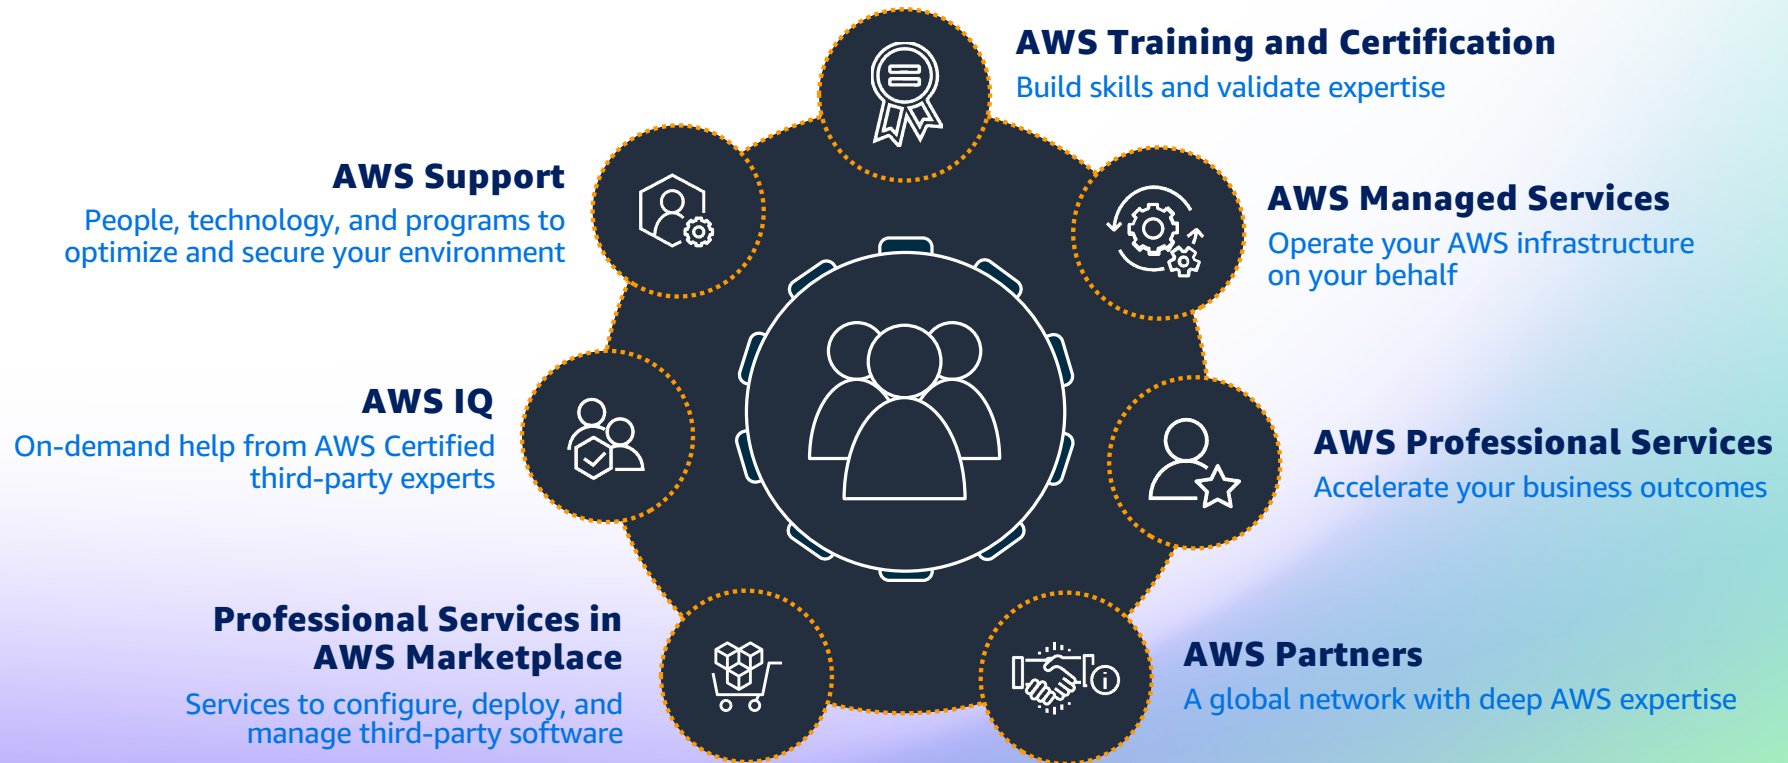 AWS Training and Certification
Build skills and validate expertise
AWS Support
People, technology, and programs to
optimize and secure your environment
AWS Managed Services
Operate your AWS infrastructure
on your behalf
AWS IQ
On-demand help from AWS Certified
third-party experts
AWS Professional Services
Accelerate your business outcomes
Professional Services in
AWS Marketplace
Services to configure, deploy, and
manage third-party software
AWS Partners
A global network with deep AWS expertise